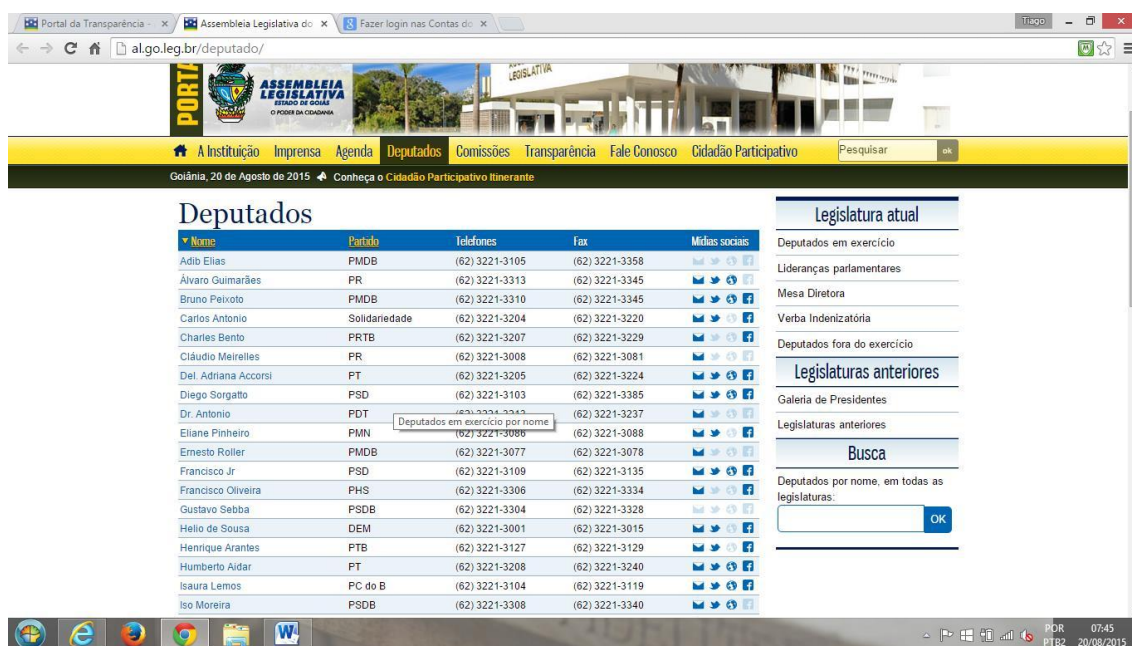 Portal da Transparência -
Assembleia Legislativa do
Fazer login nas Contas do
Tiago
al.go.leg.br/deputado/
PORTA
ASSEMBLEIA
LEGISLATIVA
ESTADO DE GOIÁS
O PODER DA CIDADANIA
LEGISLATIVA
A Instituição Imprensa Agenda Deputados Comissões Transparência Fale Conosco Cidadão Participativo Pesquisar ok
Goiânia, 20 de Agosto de 2015 Conheça o Cidadão Participativo Itinerante
Deputados
Nome Partido Telefones Fax Mídias sociais
Adib Elias PMDB (62) 3221-3105 (62) 3221-3358
Álvaro Guimarães PR (62) 3221-3313 (62) 3221-3345
Bruno Peixoto PMDB (62) 3221-3310 (62) 3221-3345
Carlos Antonio Solidariedade (62) 3221-3204 (62) 3221-3220
Charles Bento PRTB (62) 3221-3207 (62) 3221-3229
Cláudio Meirelles PR (62) 3221-3008 (62) 3221-3081
Del. Adriana Accorsi PT (62) 3221-3205 (62) 3221-3224
Diego Sorgatto PSD (62) 3221-3103 (62) 3221-3385
Dr. Antonio PDT (62) 3221-3237
Deputados em exercício por nome
Eliane Pinheiro PMN (62) 3221-3086 (62) 3221-3088
Ernesto Roller PMDB (62) 3221-3077 (62) 3221-3078
Francisco Jr PSD (62) 3221-3109 (62) 3221-3135
Francisco Oliveira PHS (62) 3221-3306 (62) 3221-3334
Gustavo Sebba PSDB (62) 3221-3304 (62) 3221-3328
Helio de Sousa DEM (62) 3221-3001 (62) 3221-3015
Henrique Arantes PTB (62) 3221-3127 (62) 3221-3129
Humberto Aidar PT (62) 3221-3208 (62) 3221-3240
Isaura Lemos PC do B (62) 3221-3104 (62) 3221-3119
Iso Moreira PSDB (62) 3221-3308 (62) 3221-3340
Legislatura atual
Deputados em exercício
Lideranças parlamentares
Mesa Diretora
Verba Indenizatória
Deputados fora do exercício
Legislaturas anteriores
Galeria de Presidentes
Legislaturas anteriores
Busca
Deputados por nome, em todas as
legislaturas:
OK
POR 07:45
PTB2 20/08/2015